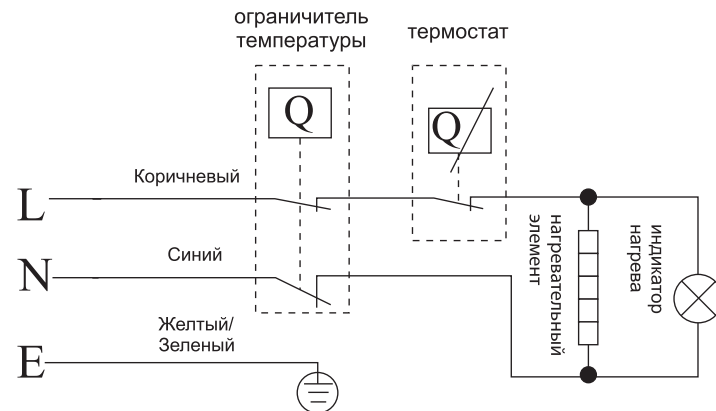 ограничитель
температуры
термостат
Q
Q
Коричневый
L
Синий
N
Желтый/
Зеленый
E
нагревательный
элемент
индикатор
нагрева